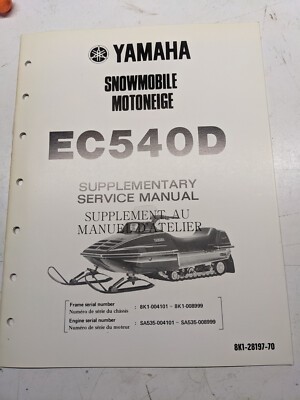 YAMAHA
SNOWMOBILE
MOTONEIGE
EC540D
SUPPLEMENTARY
SERVICE MANUAL
SUPPLEMENT AU
MANUEL D'ATELIER
Frame serial number : 8K1-004101 ~ 8K1-008999
Numéro de série du châssis
Engine serial number : SA535-004101 ~ SA535-008999
Numéro de série du moteur
8K1-28197-70